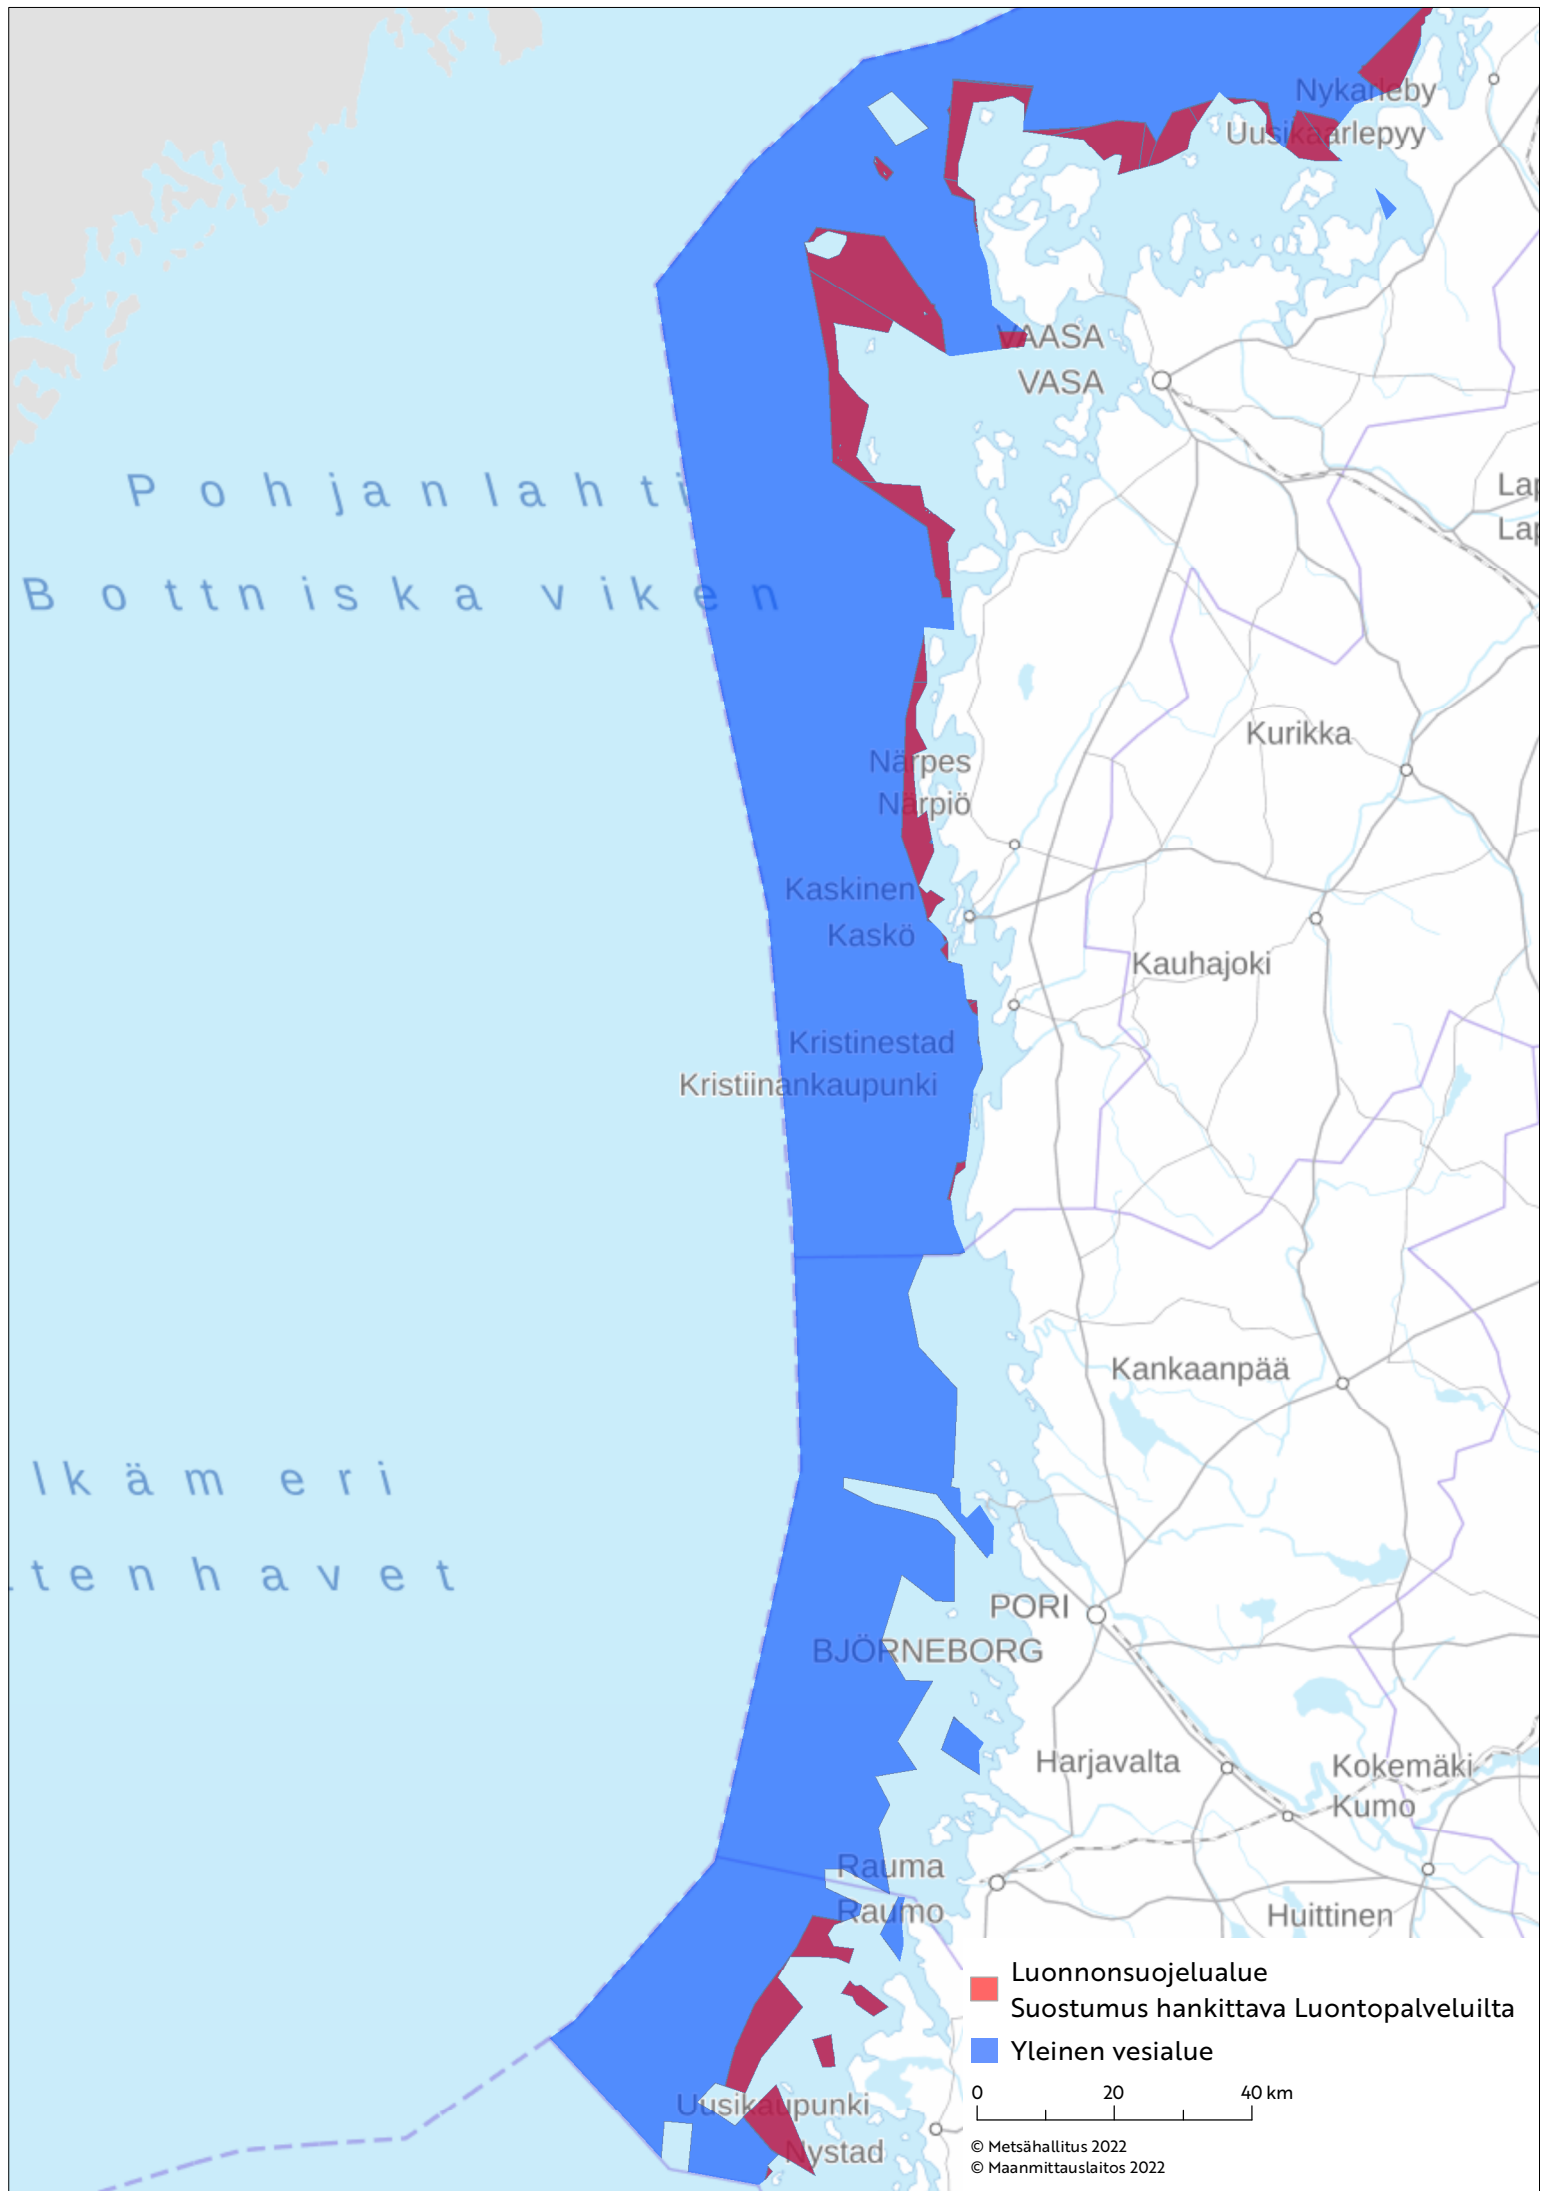 Nykarleby
Uusikaarlepyy
VAASA
VASA
Pohjanlahti
Lap
Lap
Bottniska viken
Kurikka
Närpes
Närpiö
Kaskinen
Kaskö
Kauhajoki
Kristinestad
Kristiinankaupunki
Kankaanpää
lkämeri
tenhavet
PORI
BJÖRNEBORG
Harjavalta
Kokemäki
Kumo
Rauma
Raumo
Huittinen
Uusikaupunki
Nystad
Luonnonsuojelualue
Suostumus hankittava Luontopalveluilta
Yleinen vesialue
0 20 40 km
© Metsähallitus 2022
© Maanmittauslaitos 2022